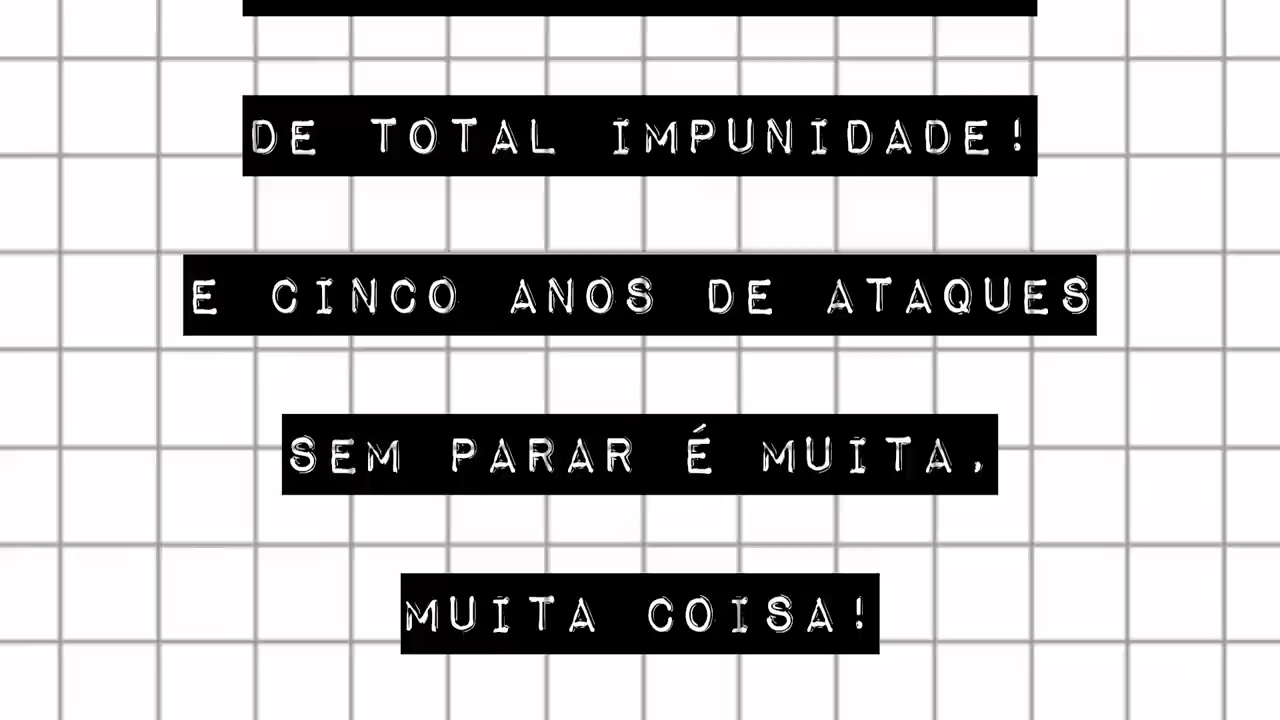 DE TOTAL IMPUNIDADE!
E CINCO ANOS DE ATAQUES
SEM PARAR É MUITA,
MUITA COISA!